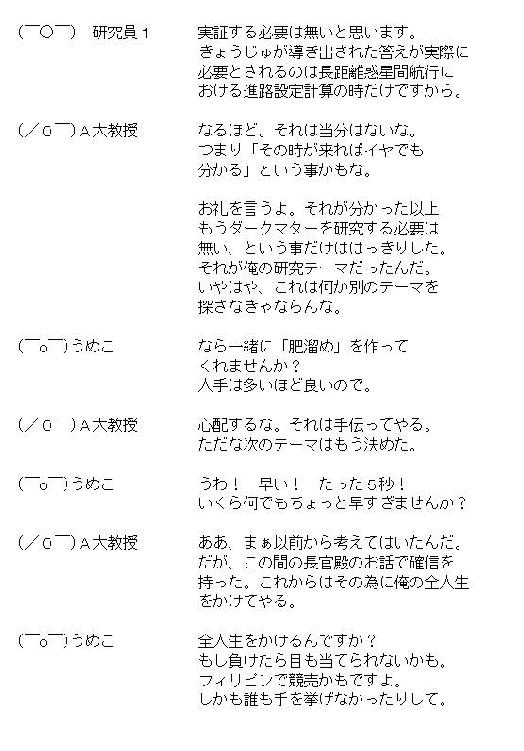 (￣○￣)　研究員１　実証する必要は無いと思います。
きょうじゅが導き出された答えが実際に
必要とされるのは長距離惑星間航行に
おける進路設定計算の時だけですから。
(／０￣)Ａ大教授　なるほど、それは当分はないな。
つまり「その時が来ればイヤでも
分かる」という事かもな。
お礼を言うよ。それが分かった以上
もうダークマターを研究する必要は
無い、という事だけははっきりした。
それが俺の研究テーマだったんだ。
いやはや、これは何か別のテーマを
探さなきゃならんな。
(￣o￣)うめこ　なら一緒に「肥溜め」を作って
くれませんか？
人手は多いほど良いので。
(／０　)Ａ大教授　心配するな。それは手伝ってやる。
ただな次のテーマはもう決めた。
(￣o￣)うめこ　うわ！　早い！　たった５秒！
いくら何でもちょっと早すぎませんか？
(／０￣)Ａ大教授　ああ、まぁ以前から考えてはいたんだ。
だが、この間の長官殿のお話で確信を
持った。これからはその為に俺の全人生
をかけてやる。
(￣o￣)うめこ　全人生をかけるんですか？
もし負けたら目も当てられないかも。
フィリピンで競売かもですよ。
しかも誰も手を挙げなかったりして。